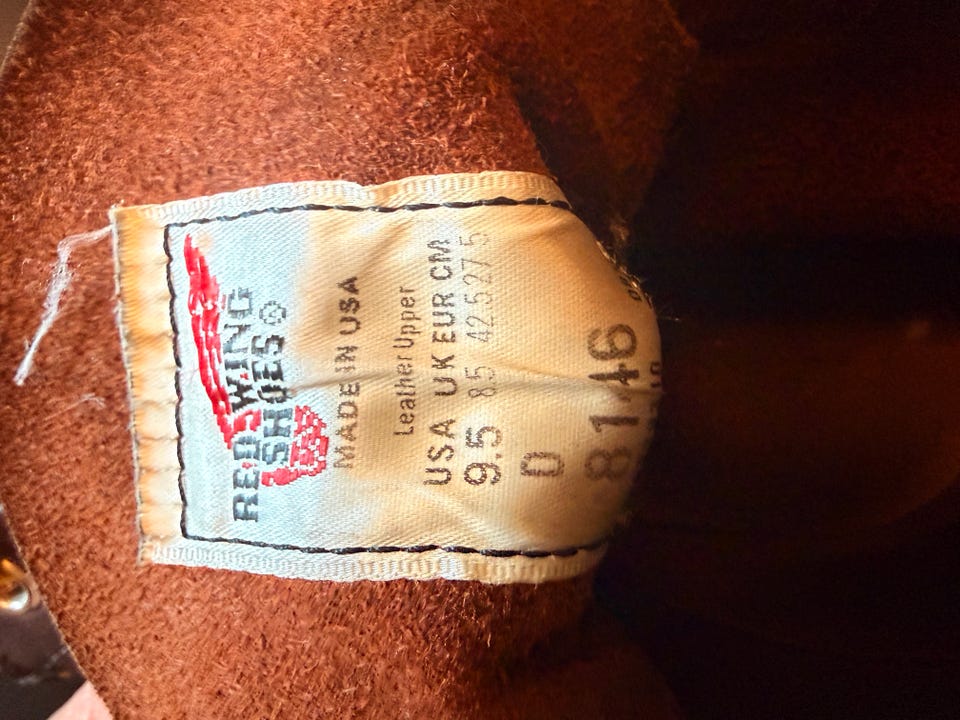 RED WING
SHOES®
MADE IN USA
Leather Upper
USA UK EUR CM
9.5 8.5 42.5 27.5
D
8146